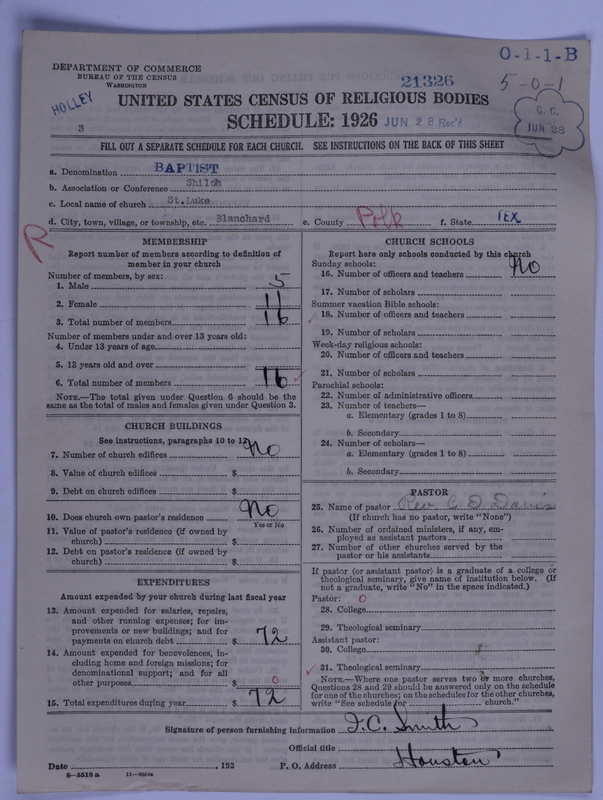 O-1-1-B
DEPARTMENT OF COMMERCE
BUREAU OF THE CENSUS
WASHINGTON
21326
5-0-1
HOLLEY
UNITED STATES CENSUS OF RELIGIOUS BODIES
3
SCHEDULE: 1926 JUN 28 Rec'd
G. C.
JUN 28
FILL OUT A SEPARATE SCHEDULE FOR EACH CHURCH. SEE INSTRUCTIONS ON THE BACK OF THIS SHEET
a. Denomination BAPTIST
b. Association or Conference Shiloh
c. Local name of church St. Luke
d. City, town, village, or township, etc. Blanchard e. County Polk f. State TEX
R
MEMBERSHIP
Report number of members according to definition of
member in your church
Number of members, by sex:
1. Male 5
2. Female 11
3. Total number of members 16
Number of members under and over 13 years old:
4. Under 13 years of age
5. 13 years old and over
6. Total number of members 16
NOTE.—The total given under Question 6 should be the
same as the total of males and females given under Question 3.
CHURCH BUILDINGS
See instructions, paragraphs 10 to 12
7. Number of church edifices No
8. Value of church edifices $
9. Debt on church edifices $
10. Does church own pastor's residence No
Yes or No
11. Value of pastor's residence (if owned by
church) $
12. Debt on pastor's residence (if owned by
church) $
EXPENDITURES
Amount expended by your church during last fiscal year
13. Amount expended for salaries, repairs,
and other running expenses; for im-
provements or new buildings; and for
payments on church debt $ 72
14. Amount expended for benevolences, in-
cluding home and foreign missions; for
denominational support; and for all
other purposes $ 0
15. Total expenditures during year $ 72
CHURCH SCHOOLS
Report here only schools conducted by this church
Sunday schools:
16. Number of officers and teachers No
17. Number of scholars
Summer vacation Bible schools:
18. Number of officers and teachers
19. Number of scholars
Week-day religious schools:
20. Number of officers and teachers
21. Number of scholars
Parochial schools:
22. Number of administrative officers
23. Number of teachers—
a. Elementary (grades 1 to 8)
b. Secondary
24. Number of scholars—
a. Elementary (grades 1 to 8)
b. Secondary
PASTOR
25. Name of pastor Rev. C. D. Davis
(If church has no pastor, write "None")
26. Number of ordained ministers, if any, em-
ployed as assistant pastors
27. Number of other churches served by the
pastor or his assistants
If pastor (or assistant pastor) is a graduate of a college or
theological seminary, give name of institution below. (If
not a graduate, write "No" in the space indicated.)
Pastor: 0
28. College
29. Theological seminary
Assistant pastor:
30. College
31. Theological seminary
NOTE.—Where one pastor serves two or more churches,
Questions 28 and 29 should be answered only on the schedule
for one of the churches; on the schedules for the other churches,
write "See schedule for church."
Signature of person furnishing information J. C. Smith
Official title
Date , 192 P. O. Address Houston
8—5518 a